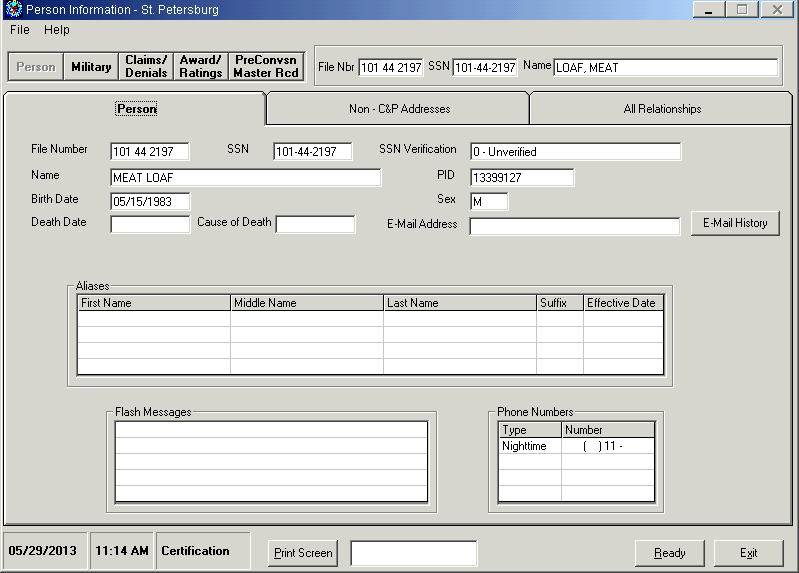 Person Information - St. Petersburg
File Help
Person Military Claims/ Denials Award/ Ratings PreConvsn Master Rcd File Nbr 101 44 2197 SSN 101-44-2197 Name LOAF, MEAT
Person Non - C&P Addresses All Relationships
File Number 101 44 2197 SSN 101-44-2197 SSN Verification 0 - Unverified
Name MEAT LOAF PID 13399127
Birth Date 05/15/1983 Sex M
Death Date Cause of Death E-Mail Address E-Mail History
Aliases
First Name Middle Name Last Name Suffix Effective Date
Flash Messages Phone Numbers
Type Number
Nighttime ( ) 11 -
05/29/2013 11:14 AM Certification Print Screen Ready Exit